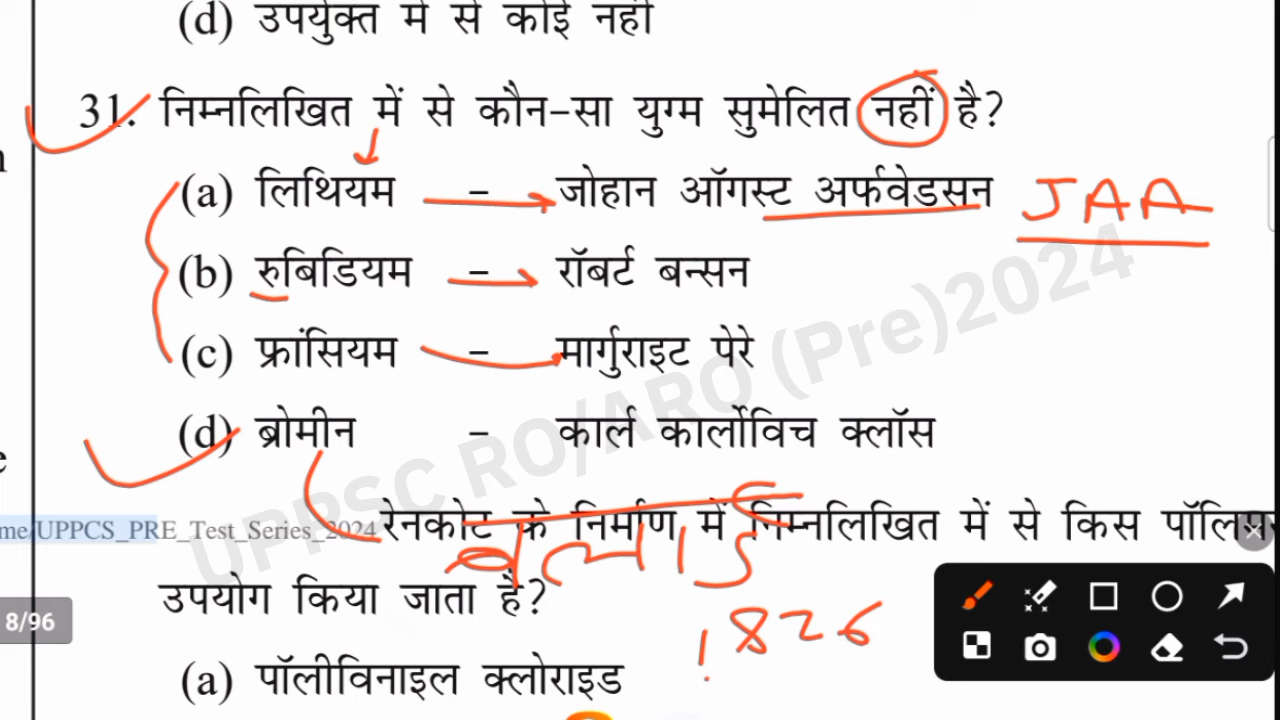 (d) उपर्युक्त में से कोई नहीं
31. निम्नलिखित में से कौन-सा युग्म सुमेलित नहीं है?
(a) लिथियम - जोहान ऑगस्ट अर्फवेडसन JAA
(b) रुबिडियम - रॉबर्ट बन्सन
(c) फ्रांसियम - मार्गुराइट पेरे
(d) ब्रोमीन - कार्ल कार्लोविच क्लॉस
UPPSC RO/ARO (Pre) 2024
me/UPPCS_PRE_Test_Series_2024
रेनकोट के निर्माण में निम्नलिखित में से किस
बलार्ड
उपयोग किया जाता है?
1826
8/96
(a) पॉलीविनाइल क्लोराइड